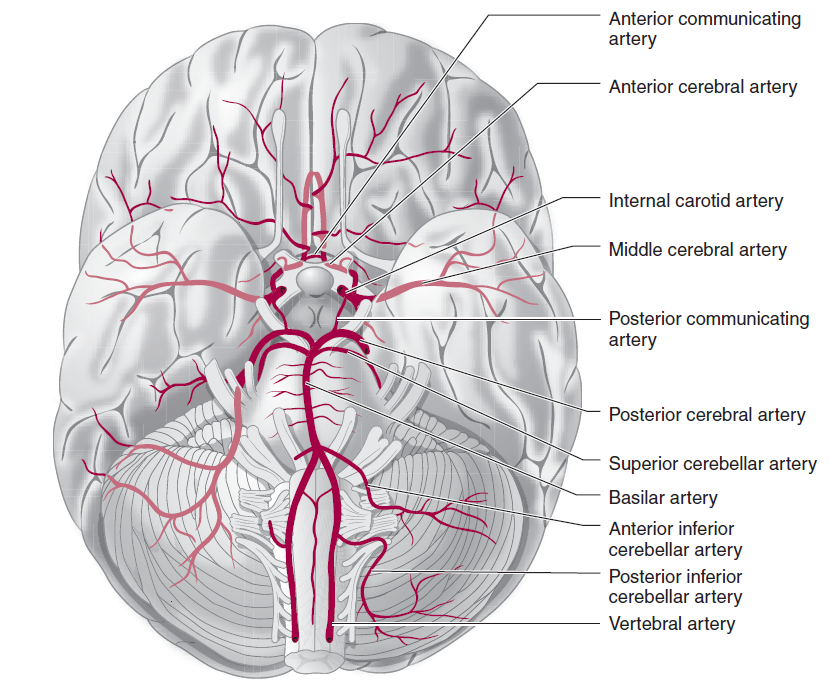 Anterior communicating
artery
Anterior cerebral artery
Internal carotid artery
Middle cerebral artery
Posterior communicating
artery
Posterior cerebral artery
Superior cerebellar artery
Basilar artery
Anterior inferior
cerebellar artery
Posterior inferior
cerebellar artery
Vertebral artery